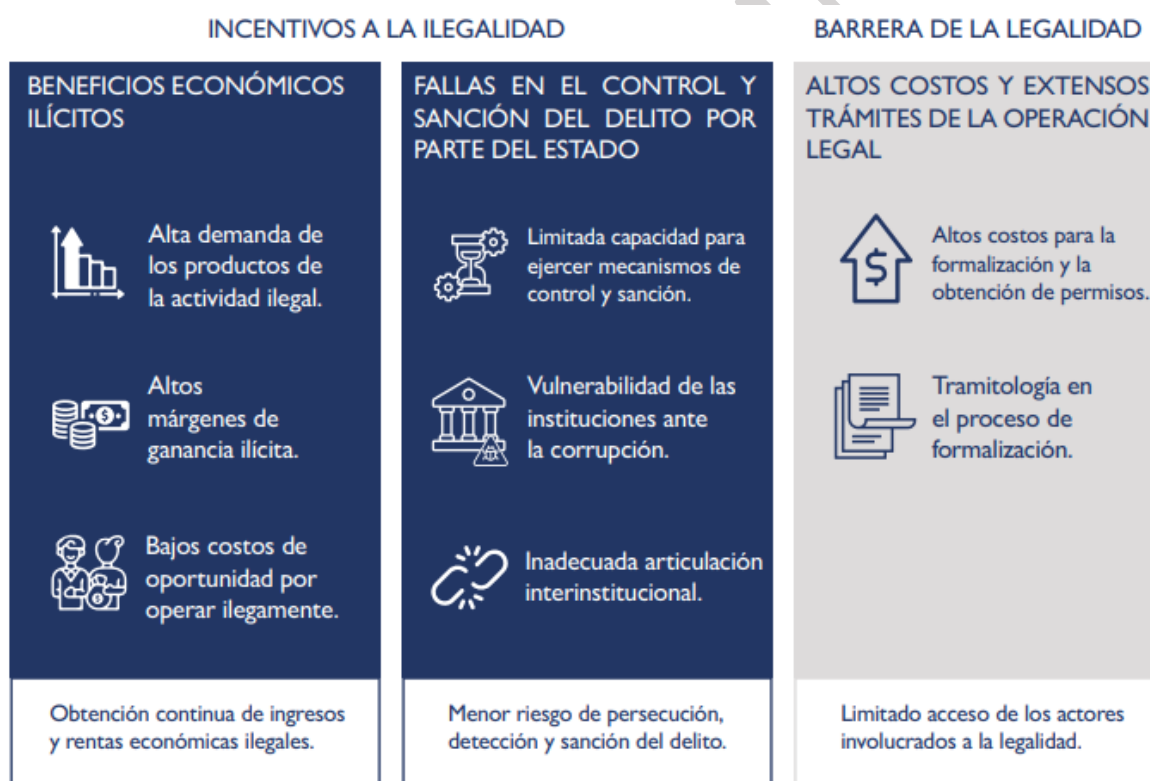 INCENTIVOS A LA ILEGALIDAD
BARRERA DE LA LEGALIDAD
BENEFICIOS ECONÓMICOS
ILÍCITOS
Alta demanda de
los productos de
la actividad ilegal.
Altos
márgenes de
ganancia ilícita.
Bajos costos de
oportunidad por
operar ilegamente.
Obtención continua de ingresos
y rentas económicas ilegales.
FALLAS EN EL CONTROL Y
SANCIÓN DEL DELITO POR
PARTE DEL ESTADO
Limitada capacidad para
ejercer mecanismos de
control y sanción.
Vulnerabilidad de las
instituciones ante
la corrupción.
Inadecuada articulación
interinstitucional.
Menor riesgo de persecución,
detección y sanción del delito.
ALTOS COSTOS Y EXTENSOS
TRÁMITES DE LA OPERACIÓN
LEGAL
$
Altos costos para la
formalización y la
obtención de permisos.
Tramitología en
el proceso de
formalización.
Limitado acceso de los actores
involucrados a la legalidad.